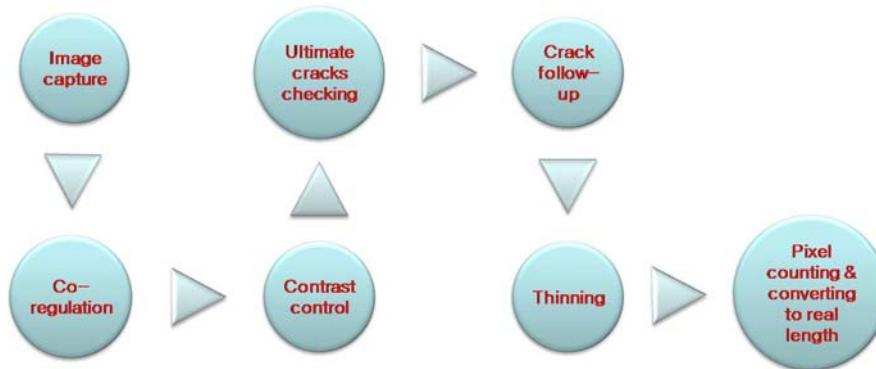 Image
capture
Co-
regulation
Contrast
control
Ultimate
cracks
checking
Crack
follow-
up
Thinning
Pixel
counting &
converting
to real
length